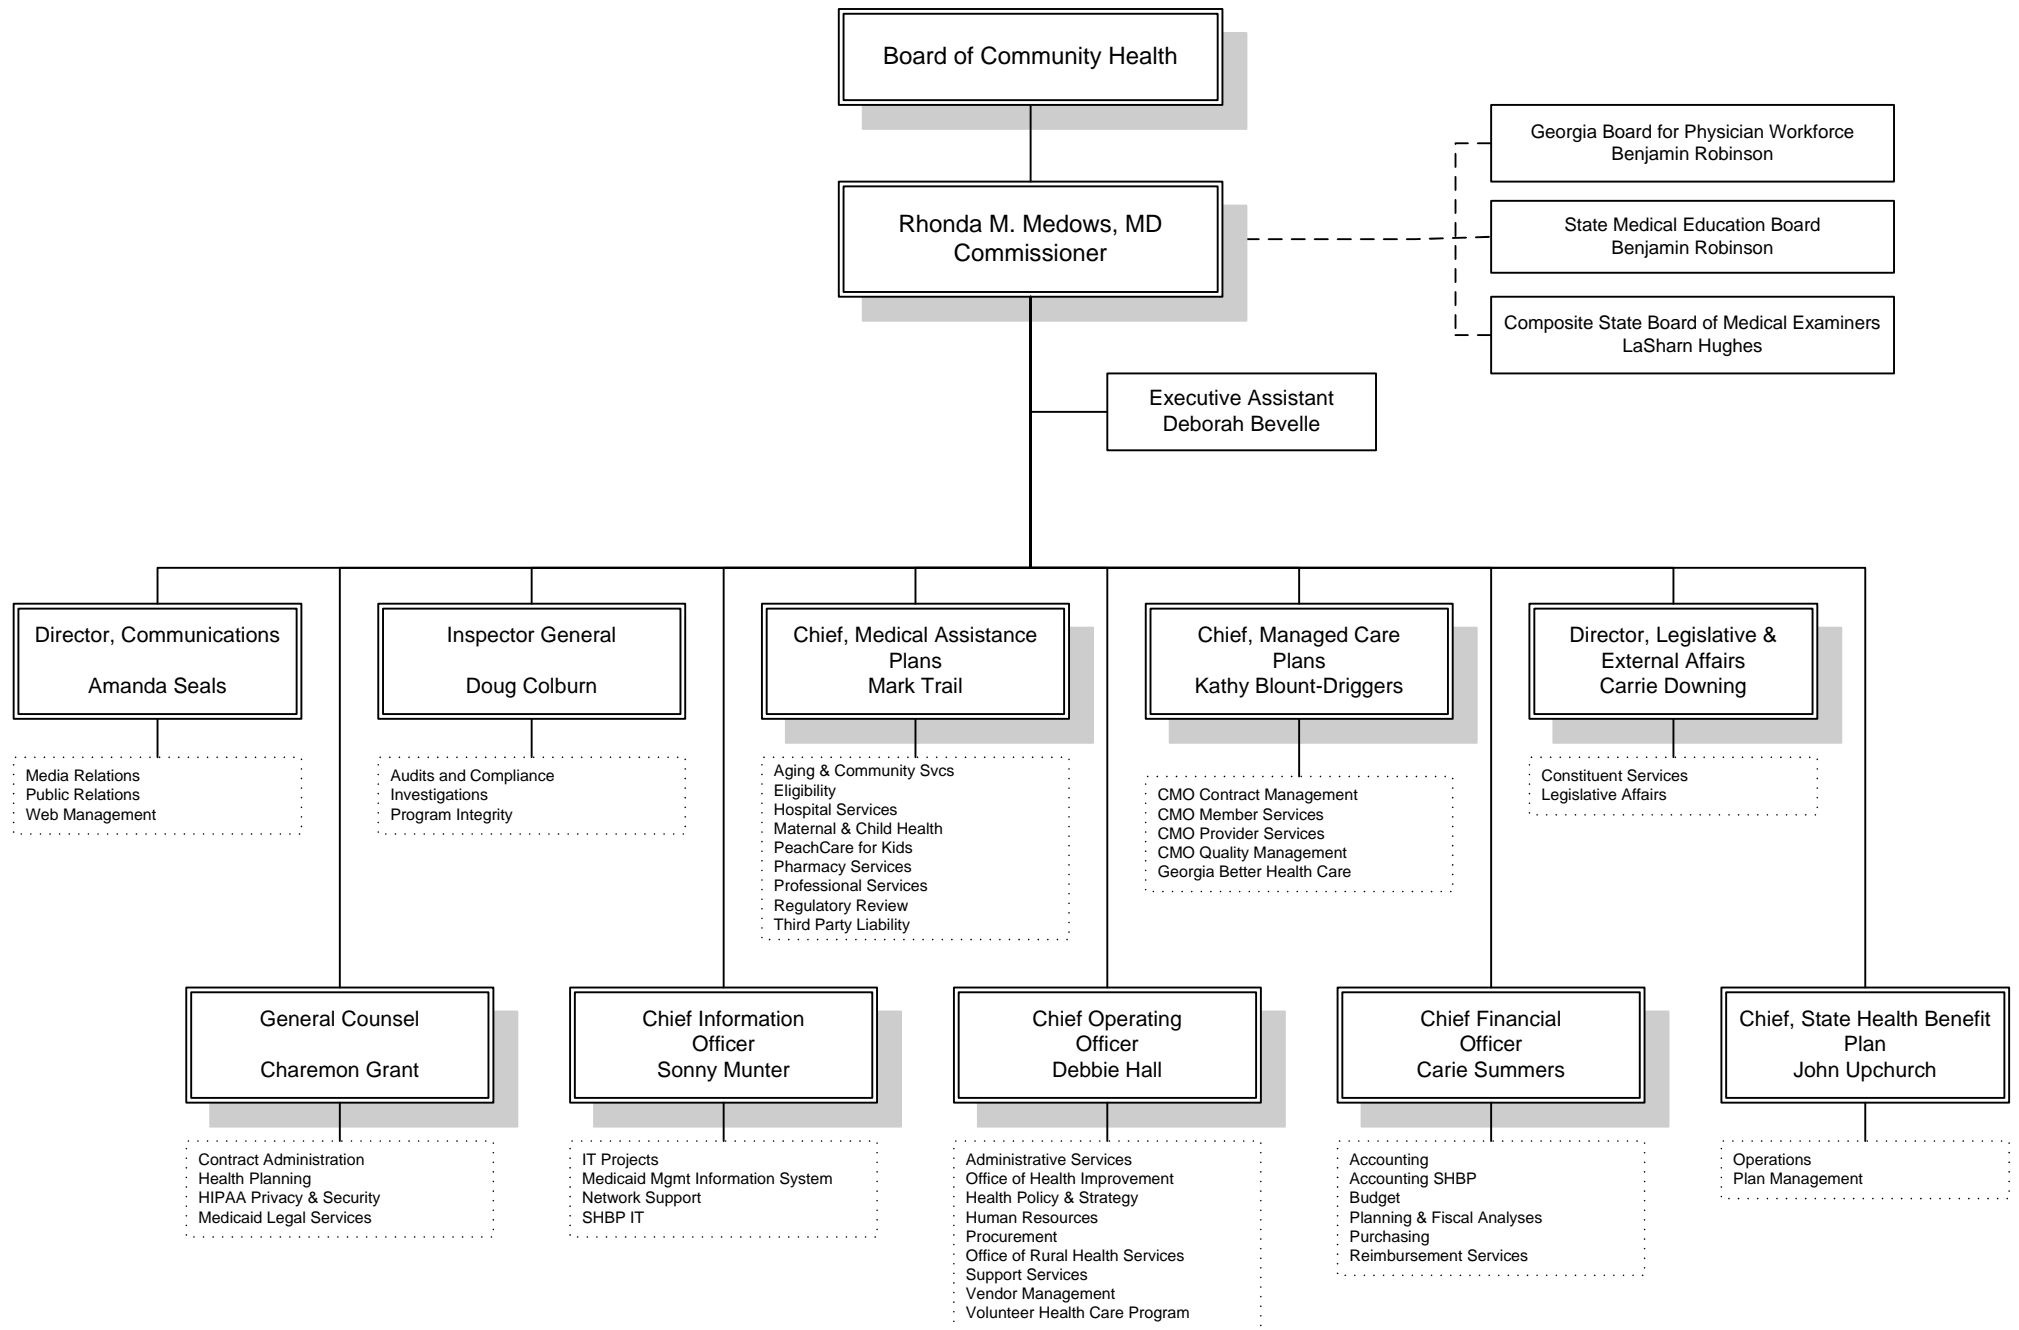 Board of Community Health
Rhonda M. Medows, MD
Commissioner
Georgia Board for Physician Workforce
Benjamin Robinson
State Medical Education Board
Benjamin Robinson
Composite State Board of Medical Examiners
LaSharn Hughes
Executive Assistant
Deborah Bevelle
Director, Communications
Amanda Seals
Media Relations
Public Relations
Web Management
Inspector General
Doug Colburn
Audits and Compliance
Investigations
Program Integrity
Chief, Medical Assistance
Plans
Mark Trail
Aging & Community Svcs
Eligibility
Hospital Services
Maternal & Child Health
PeachCare for Kids
Pharmacy Services
Professional Services
Regulatory Review
Third Party Liability
Chief, Managed Care
Plans
Kathy Blount-Driggers
CMO Contract Management
CMO Member Services
CMO Provider Services
CMO Quality Management
Georgia Better Health Care
Director, Legislative &
External Affairs
Carrie Downing
Constituent Services
Legislative Affairs
General Counsel
Charemon Grant
Contract Administration
Health Planning
HIPAA Privacy & Security
Medicaid Legal Services
Chief Information
Officer
Sonny Munter
IT Projects
Medicaid Mgmt Information System
Network Support
SHBP IT
Chief Operating
Officer
Debbie Hall
Administrative Services
Office of Health Improvement
Health Policy & Strategy
Human Resources
Procurement
Office of Rural Health Services
Support Services
Vendor Management
Volunteer Health Care Program
Chief Financial
Officer
Carie Summers
Accounting
Accounting SHBP
Budget
Planning & Fiscal Analyses
Purchasing
Reimbursement Services
Chief, State Health Benefit
Plan
John Upchurch
Operations
Plan Management